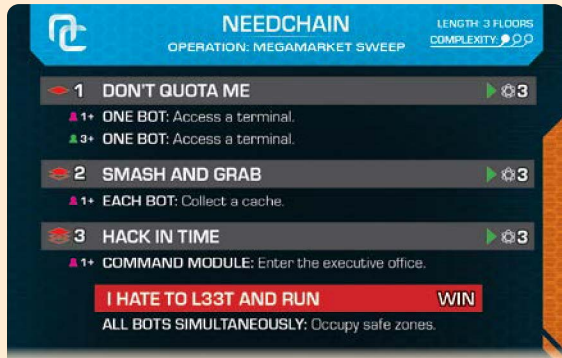 NEEDCHAIN
OPERATION: MEGAMARKET SWEEP
LENGTH: 3 FLOORS
COMPLEXITY:
1 DON'T QUOTA ME 3
1+ ONE BOT: Access a terminal.
3+ ONE BOT: Access a terminal.
2 SMASH AND GRAB 3
1+ EACH BOT: Collect a cache.
3 HACK IN TIME 3
1+ COMMAND MODULE: Enter the executive office.
I HATE TO L33T AND RUN WIN
ALL BOTS SIMULTANEOUSLY: Occupy safe zones.